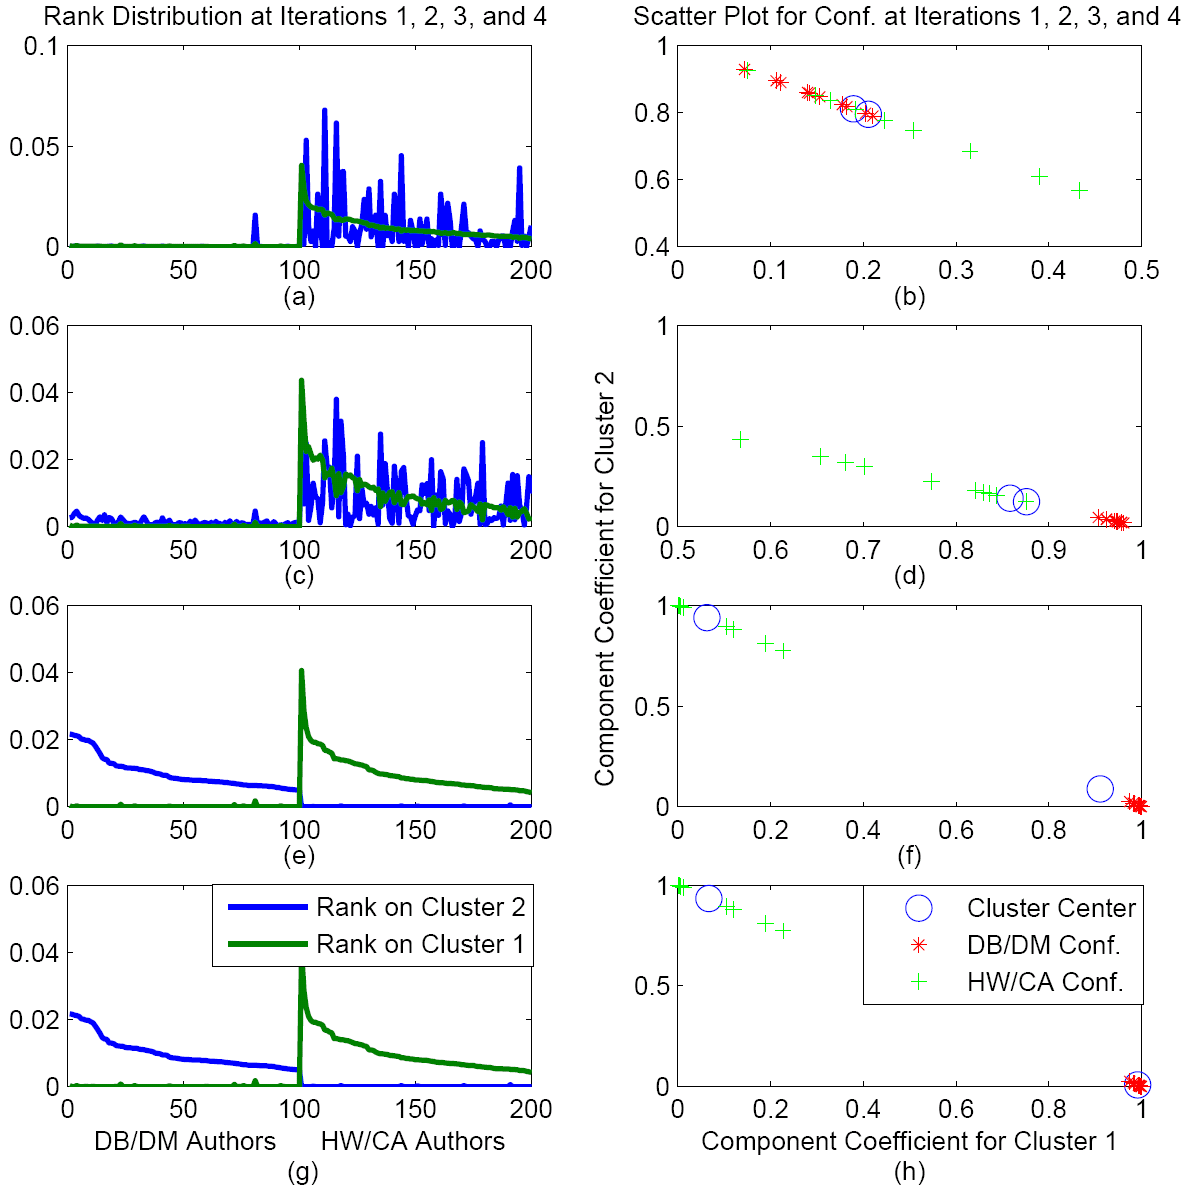 Rank Distribution at Iterations 1, 2, 3, and 4
0.1
0.05
0
0 50 100 150 200
(a)
Scatter Plot for Conf. at Iterations 1, 2, 3, and 4
1
0.8
0.6
0.4
0 0.1 0.2 0.3 0.4 0.5
(b)
0.06
0.04
0.02
0
0 50 100 150 200
(c)
Component Coefficient for Cluster 2
1
0.5
0
0.5 0.6 0.7 0.8 0.9 1
(d)
0.06
0.04
0.02
0
0 50 100 150 200
(e)
1
0.5
0
0 0.2 0.4 0.6 0.8 1
(f)
0.06
0.04
0.02
0
Rank on Cluster 2
Rank on Cluster 1
0 50 100 150 200
DB/DM Authors HW/CA Authors
(g)
1
0.5
0
Cluster Center
DB/DM Conf.
HW/CA Conf.
0 0.2 0.4 0.6 0.8 1
Component Coefficient for Cluster 1
(h)